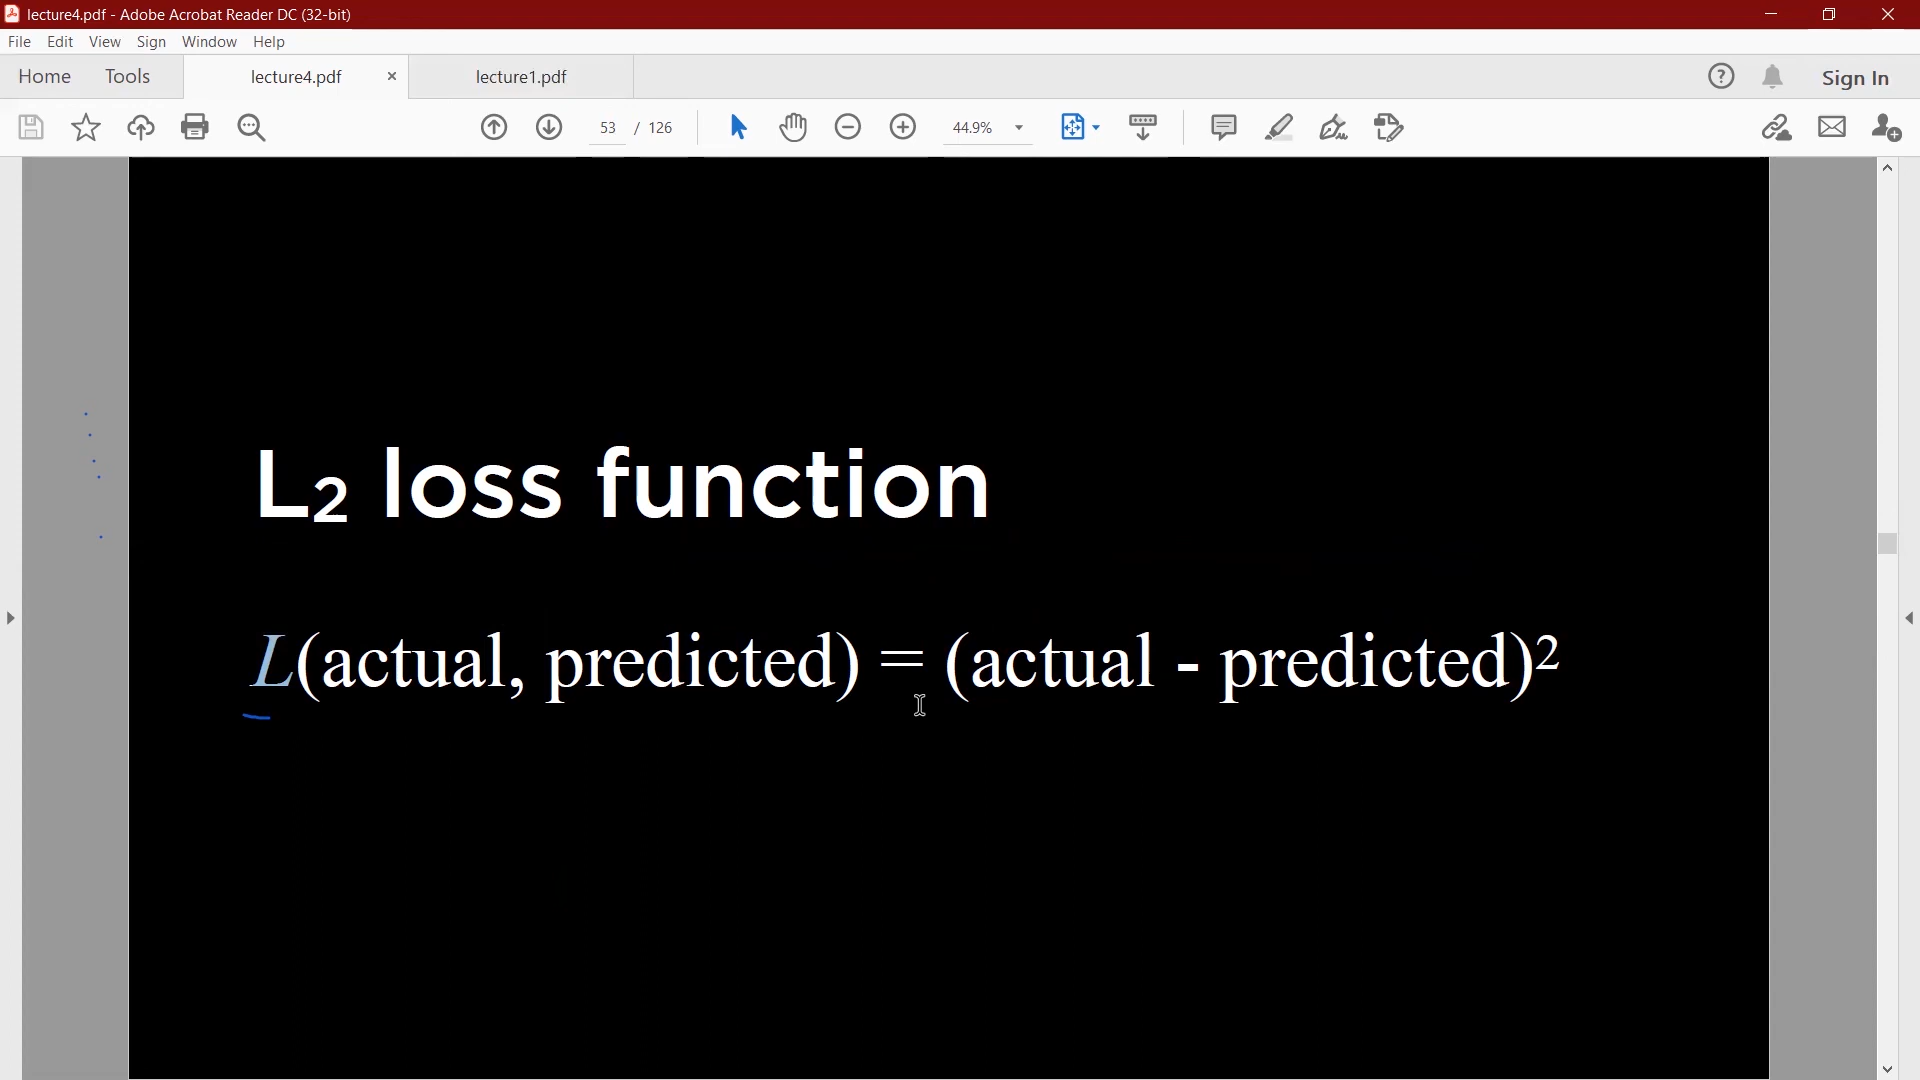 lecture4.pdf - Adobe Acrobat Reader DC (32-bit)
File Edit View Sign Window Help
Home Tools lecture4.pdf × lecture1.pdf Sign In
53 / 126 44.9%
L₂ loss function
L(actual, predicted) = (actual - predicted)²